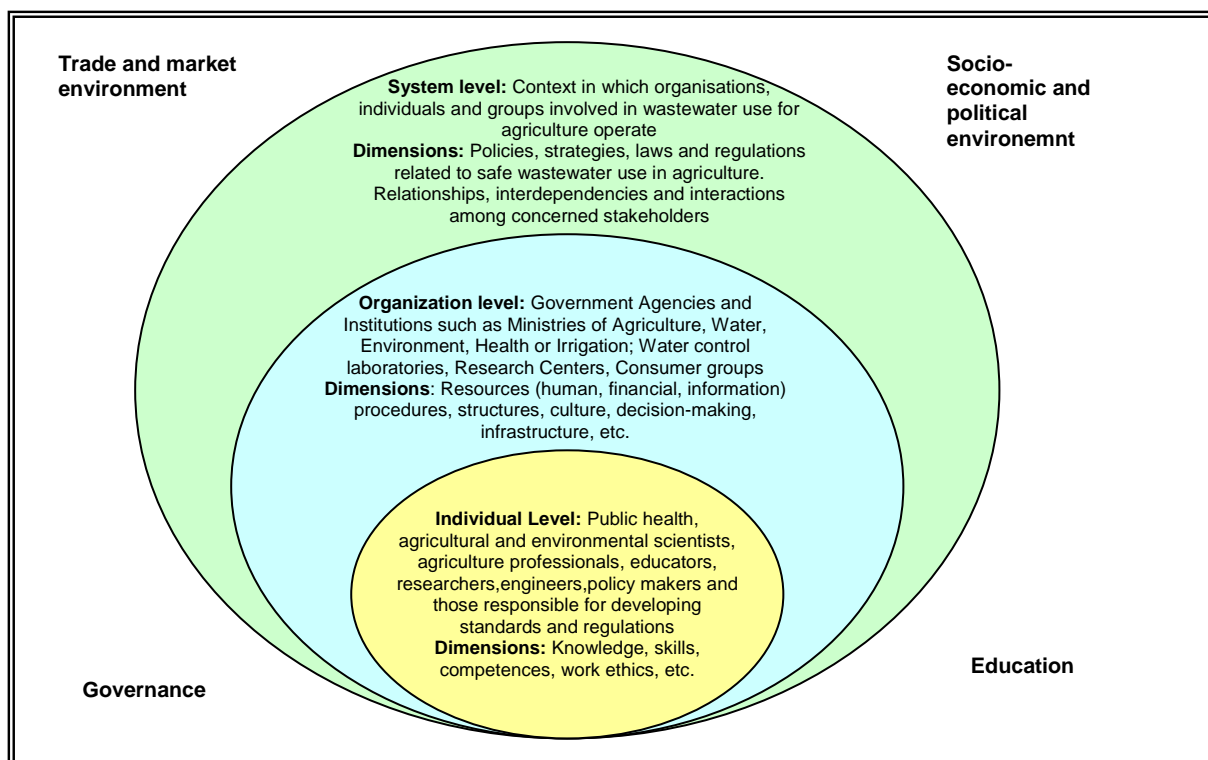 Trade and market
environment
Socio-
economic and
political
environemnt
System level: Context in which organisations,
individuals and groups involved in wastewater use for
agriculture operate
Dimensions: Policies, strategies, laws and regulations
related to safe wastewater use in agriculture.
Relationships, interdependencies and interactions
among concerned stakeholders
Organization level: Government Agencies and
Institutions such as Ministries of Agriculture, Water,
Environment, Health or Irrigation; Water control
laboratories, Research Centers, Consumer groups
Dimensions: Resources (human, financial, information)
procedures, structures, culture, decision-making,
infrastructure, etc.
Individual Level: Public health,
agricultural and environmental scientists,
agriculture professionals, educators,
researchers,engineers,policy makers and
those responsible for developing
standards and regulations
Dimensions: Knowledge, skills,
competences, work ethics, etc.
Governance
Education